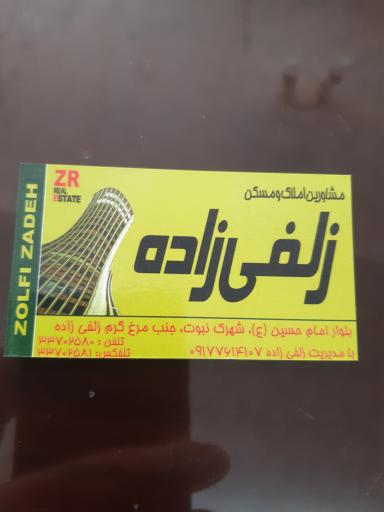 ZOLFI ZADEH
ZR
REAL
ESTATE
مشاورین املاک و مسکن
زلفی زاده
بلوار امام حسین (ع)، شهرک نبوت، جنب مرغ گرم زلفی زاده
تلفن : ۳۳۷۰۲۵۸۰
با مدیریت زلفی زاده ۰۹۱۷۷۶۱۴۱۰۷
تلفکس: ۳۳۷۰۲۵۸۱